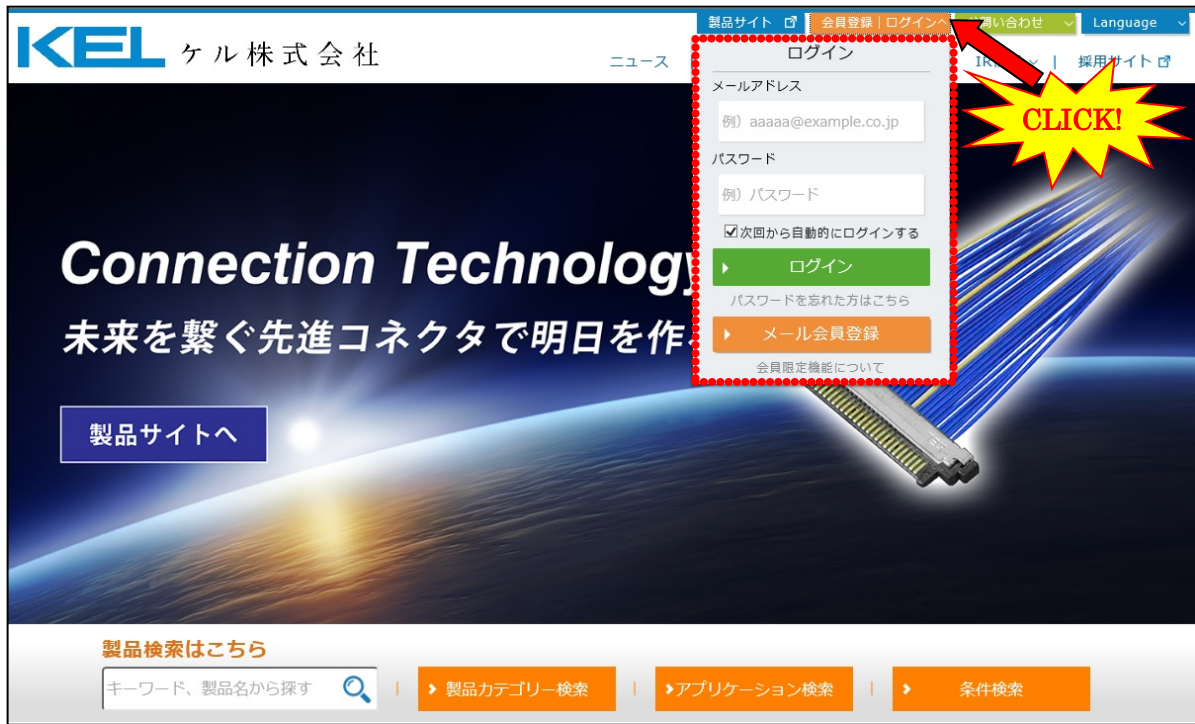 製品サイト
会員登録｜ログインへ
い合わせ
Language
KEL ケル株式会社
ニュース
IR
採用サイト
ログイン
メールアドレス
例）aaaaa@example.co.jp
パスワード
例）パスワード
次回から自動的にログインする
ログイン
パスワードを忘れた方はこちら
メール会員登録
会員限定機能について
CLICK!
Connection Technology
未来を繋ぐ先進コネクタで明日を作
製品サイトへ
製品検索はこちら
キーワード、製品名から探す
製品カテゴリー検索
アプリケーション検索
条件検索